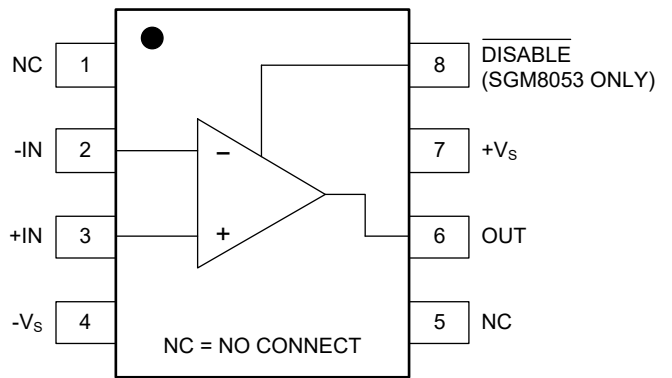 NC 1
-IN 2
+IN 3
-VS 4
−
+
8 DISABLE
(SGM8053 ONLY)
7 +VS
6 OUT
5 NC
NC = NO CONNECT